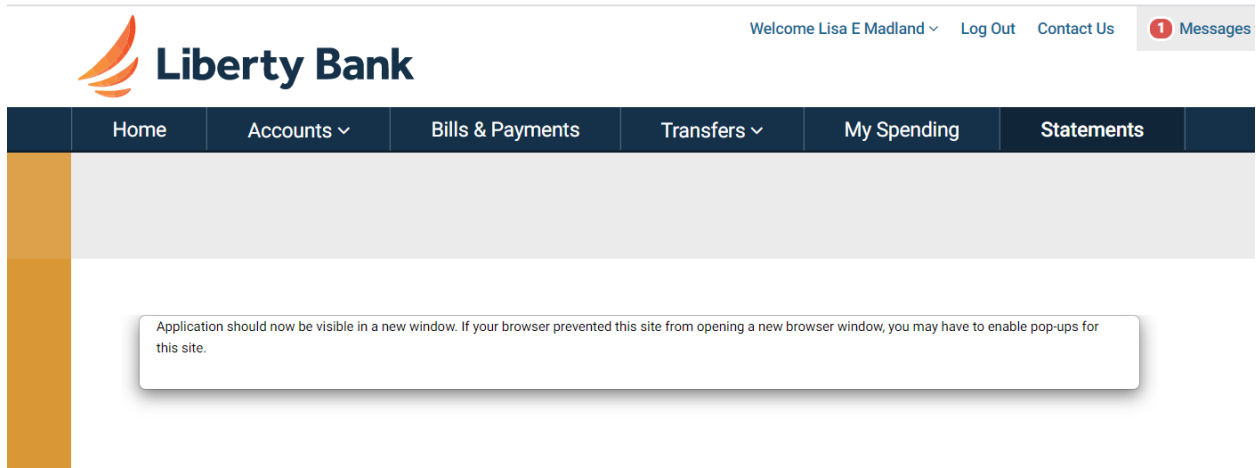 Welcome Lisa E Madland Log Out Contact Us 1 Messages
Liberty Bank
Home Accounts Bills & Payments Transfers My Spending Statements
Application should now be visible in a new window. If your browser prevented this site from opening a new browser window, you may have to enable pop-ups for
this site.